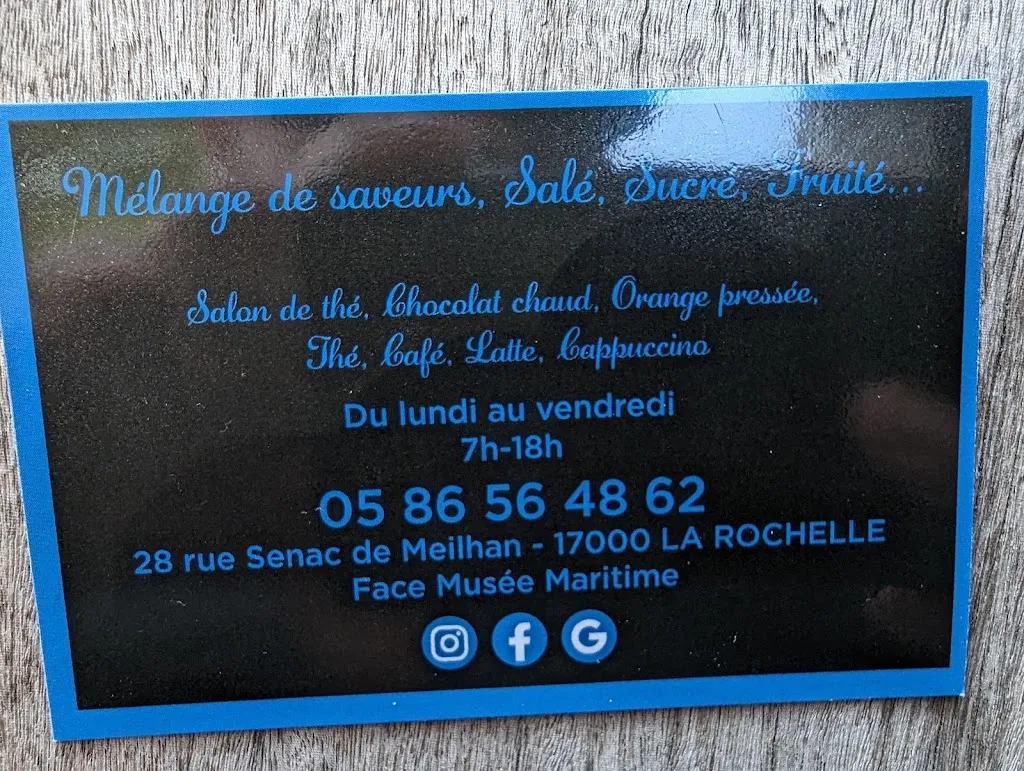 Mélange de saveurs, Salé, Sucré, Fruité...
Salon de thé, Chocolat chaud, Orange pressée,
Thé, Café, Latte, Cappuccino
Du lundi au vendredi
7h-18h
05 86 56 48 62
28 rue Senac de Meilhan - 17000 LA ROCHELLE
Face Musée Maritime